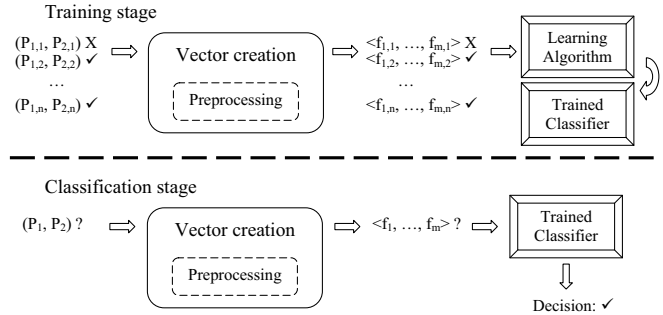 Training stage
(P1,1, P2,1) X
(P1,2, P2,2) ✓
…
(P1,n, P2,n) ✓
Vector creation
Preprocessing
<f1,1, …, fm,1> X
<f1,2, …, fm,2> ✓
…
<f1,n, …, fm,n> ✓
Learning
Algorithm
Trained
Classifier
Classification stage
(P1, P2) ?
Vector creation
Preprocessing
<f1, …, fm> ?
Trained
Classifier
Decision: ✓